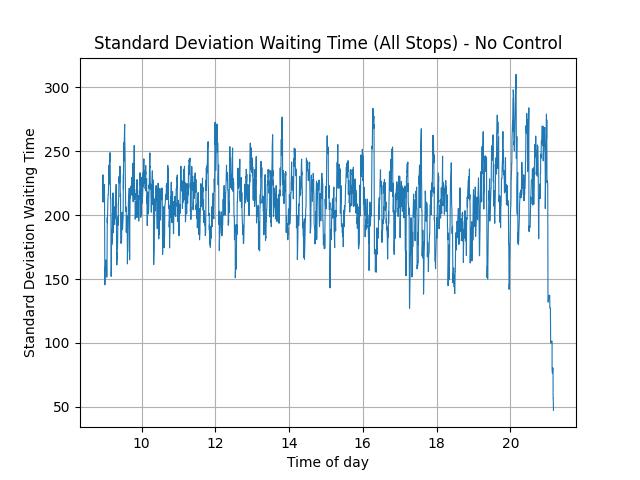 Standard Deviation Waiting Time (All Stops) - No Control
Standard Deviation Waiting Time
300
250
200
150
100
50
10 12 14 16 18 20
Time of day